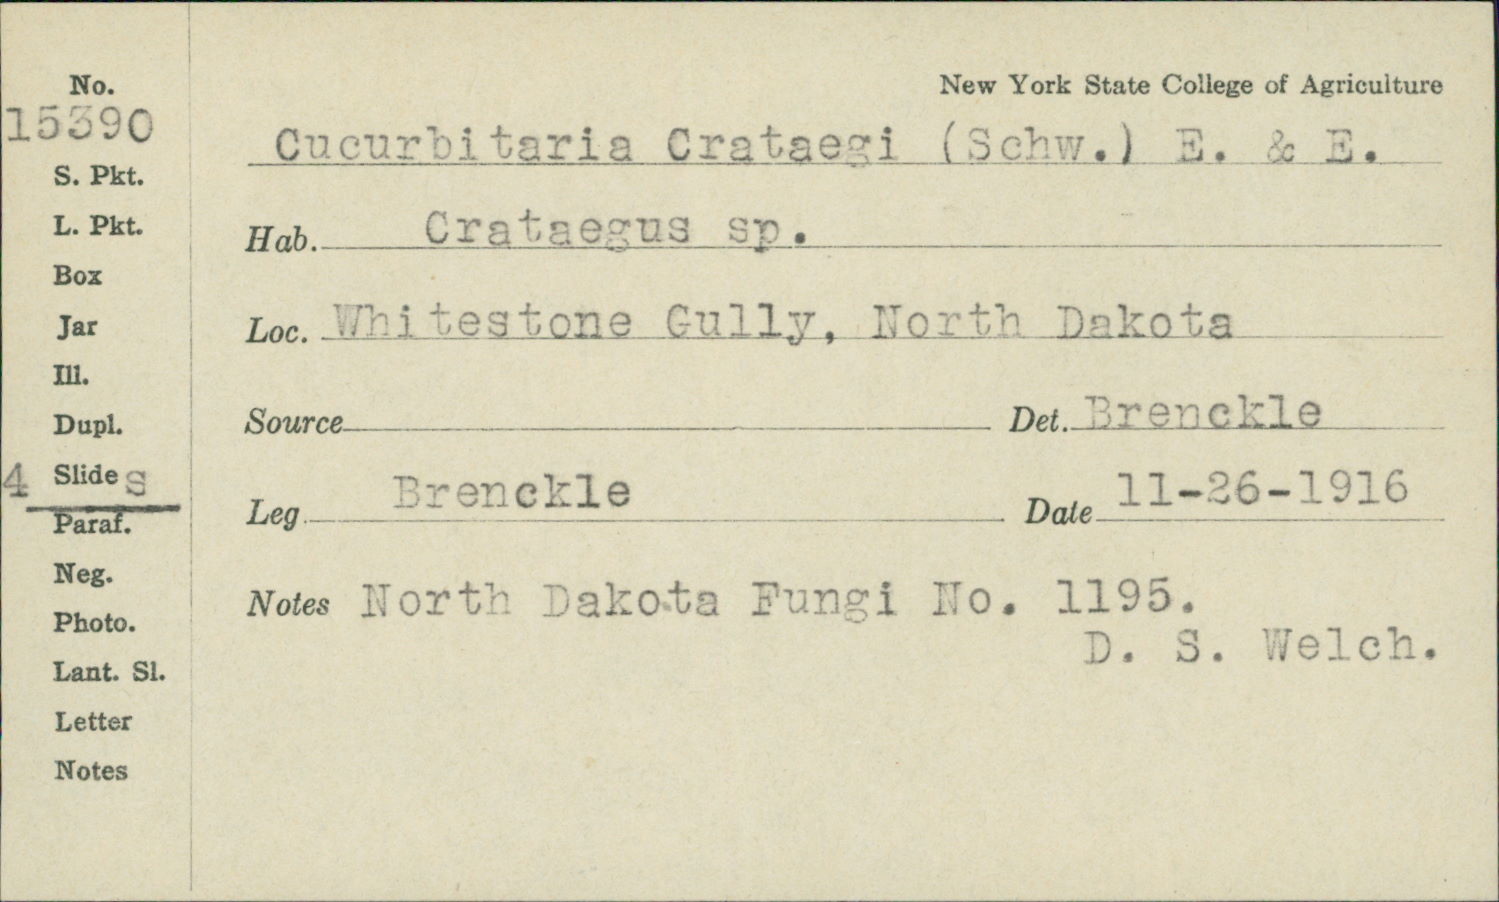 New York State College of Agriculture
No.
15390
S. Pkt.
L. Pkt.
Box
Jar
Ill.
Dupl.
4 Slides
Paraf.
Neg.
Photo.
Lant. Sl.
Letter
Notes
Cucurbitaria Crataegi (Schw.) E. & E.
Hab. Crataegus sp.
Loc. Whitestone Gully, North Dakota
Source Det. Brenckle
Leg Brenckle Date 11-26-1916
Notes North Dakota Fungi No. 1195.
D. S. Welch.